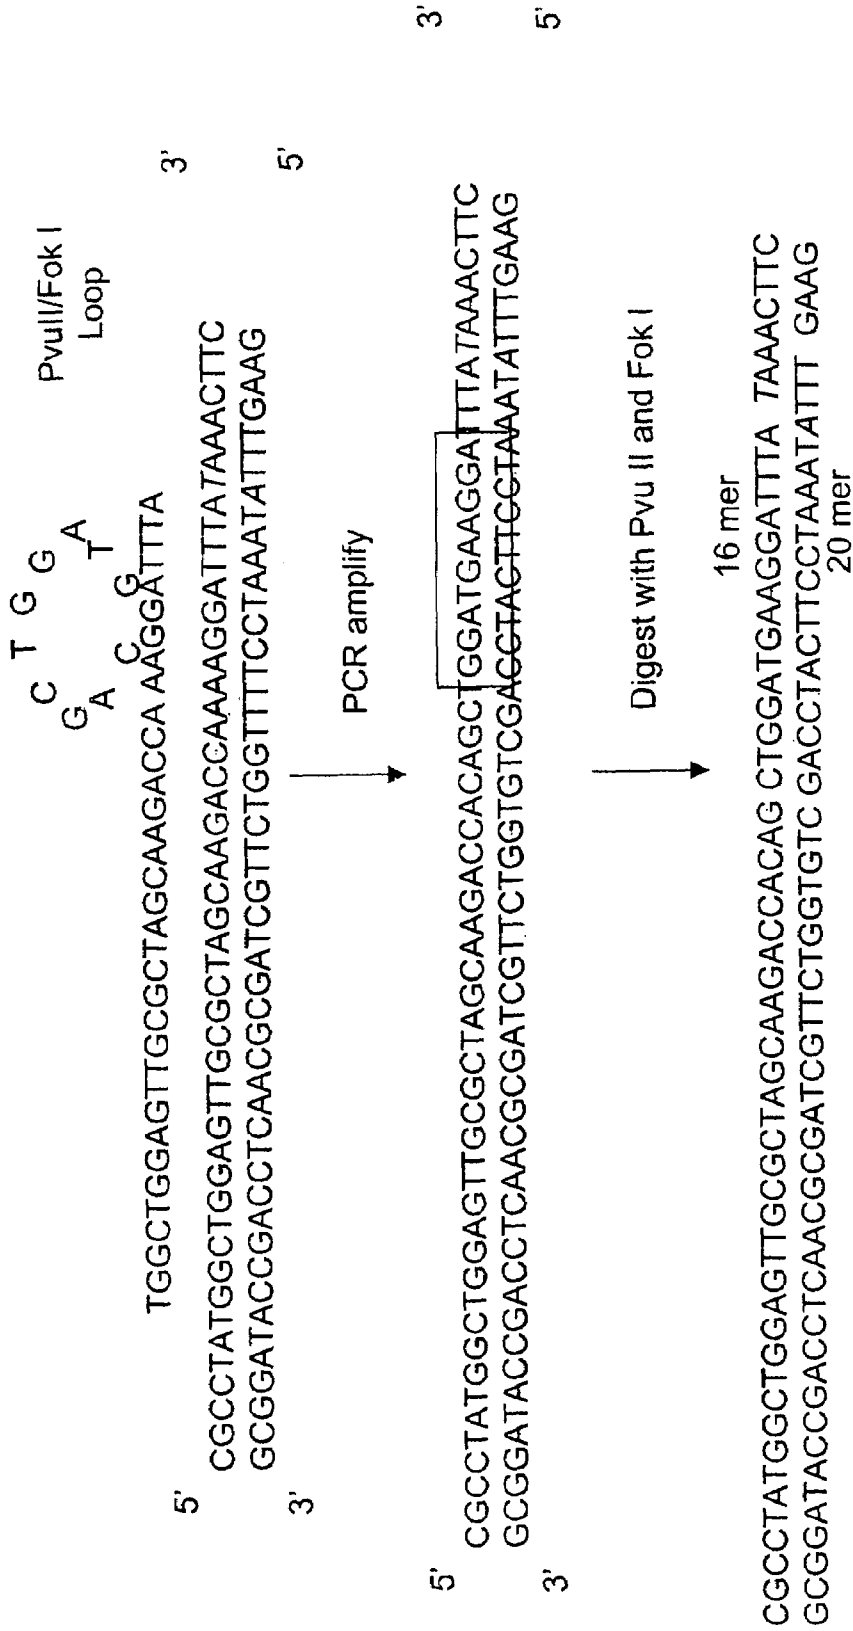 PvuII/Fok I
Loop
C T G G A T G
G A C
TGGCTGGAGTTGCGCTAGCAAGACCA AAGGATTTA
5' 3'
CGCCTATGGCTGGAGTTGCGCTAGCAAGACCAAAAGGATTTATAAACTTC
GCGGATACCGACCTCAACGCGATCGTTCTGGTTTTCCTAAATATTTGAAG
3' 5'
PCR amplify
5' 3'
CGCCTATGGCTGGAGTTGCGCTAGCAAGACCACAGCTGGATGAAGGATTTATAAACTTC
GCGGATACCGACCTCAACGCGATCGTTCTGGTGTCGACCTACTTCCTAAATATTTGAAG
3' 5'
Digest with Pvu II and Fok I
16 mer
CGCCTATGGCTGGAGTTGCGCTAGCAAGACCACAG CTGGATGAAGGATTTA TAAACTTC
GCGGATACCGACCTCAACGCGATCGTTCTGGTGTC GACCTACTTCCTAAATATTT GAAG
20 mer